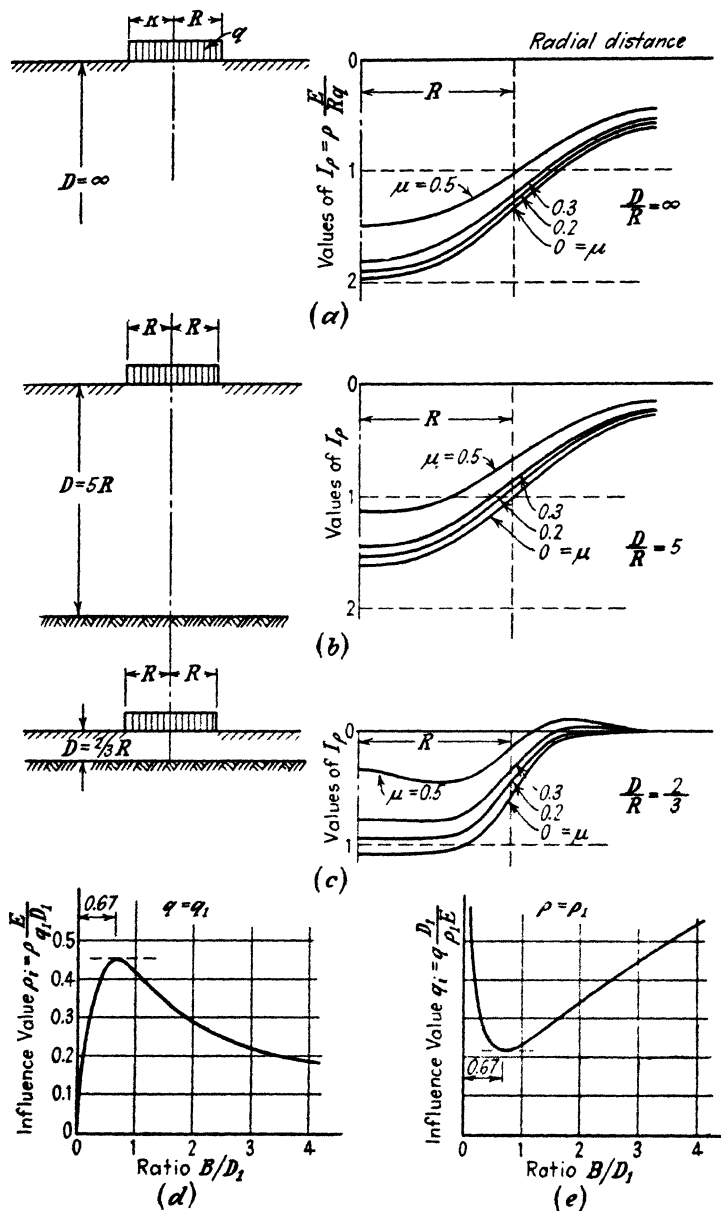 R R
q
D=∞
Radial distance
Values of Iρ = ρ E/Rq
0
R
1
μ=0.5
0.3
0.2
0 = μ
D/R = ∞
2
(a)
R R
D=5R
Values of Iρ
0
R
μ=0.5
1
0.3
0.2
0 = μ
D/R = 5
2
(b)
R R
D=2/3R
Values of Iρ
0
R
μ=0.5
0.3
0.2
0 = μ
D/R = 2/3
1
(c)
Influence Value ρi = ρ E/q1D1
0.67
q = q1
0.5
0.4
0.3
0.2
0.1
0
0 1 2 3 4
Ratio B/D1
(d)
Influence Value qi = q D1/ρ1E
ρ = ρ1
0.67
0 1 2 3 4
Ratio B/D1
(e)